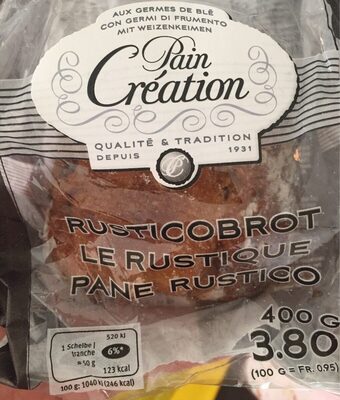 AUX GERMES DE BLÉ
CON GERMI DI FRUMENTO
MIT WEIZENKEIMEN
Pain
Création
QUALITÉ & TRADITION
DEPUIS 1931
P
RUSTICOBROT
LE RUSTIQUE
PANE RUSTICO
400 G
3.80
(100 G = FR. 0.95)
1 Scheibe /
tranche
= 50 g
520 kJ
6%*
123 kcal
100 g: 1040 kJ (246 kcal)